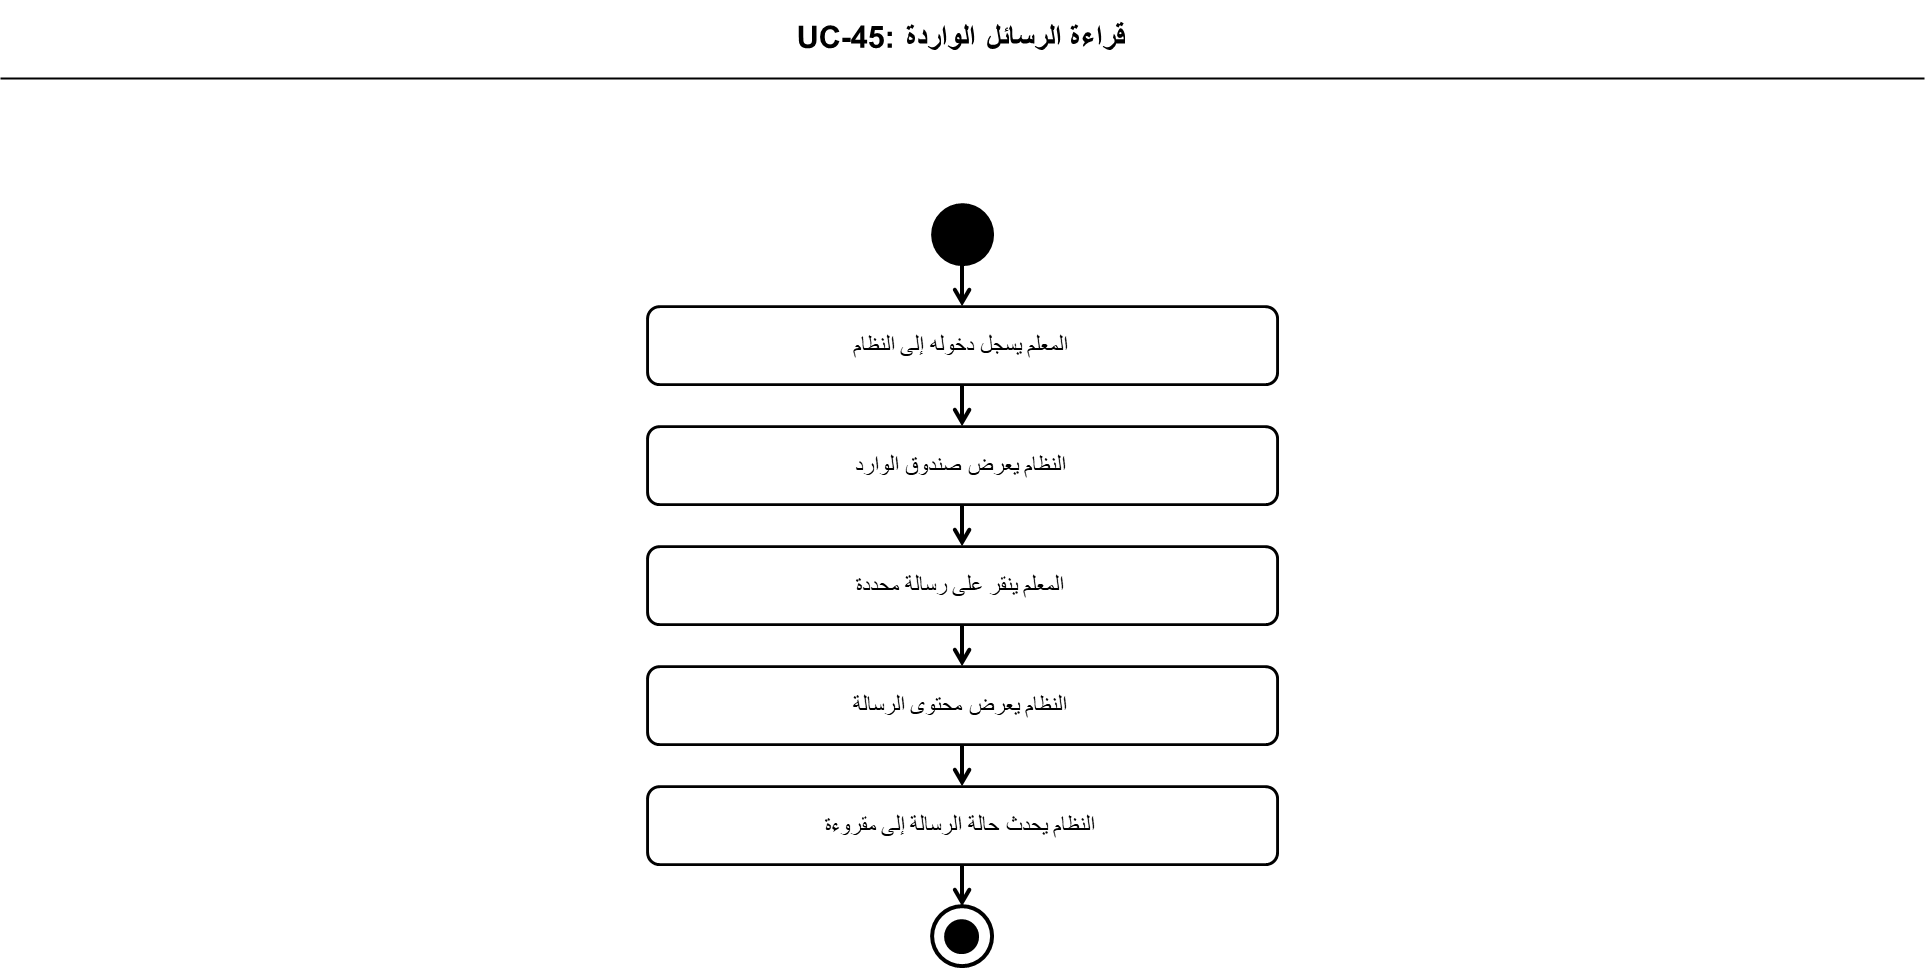 UC-45: قراءة الرسائل الواردة
المعلم يسجل دخوله إلى النظام
النظام يعرض صندوق الوارد
المعلم ينقر على رسالة محددة
النظام يعرض محتوى الرسالة
النظام يحدث حالة الرسالة إلى مقروءة